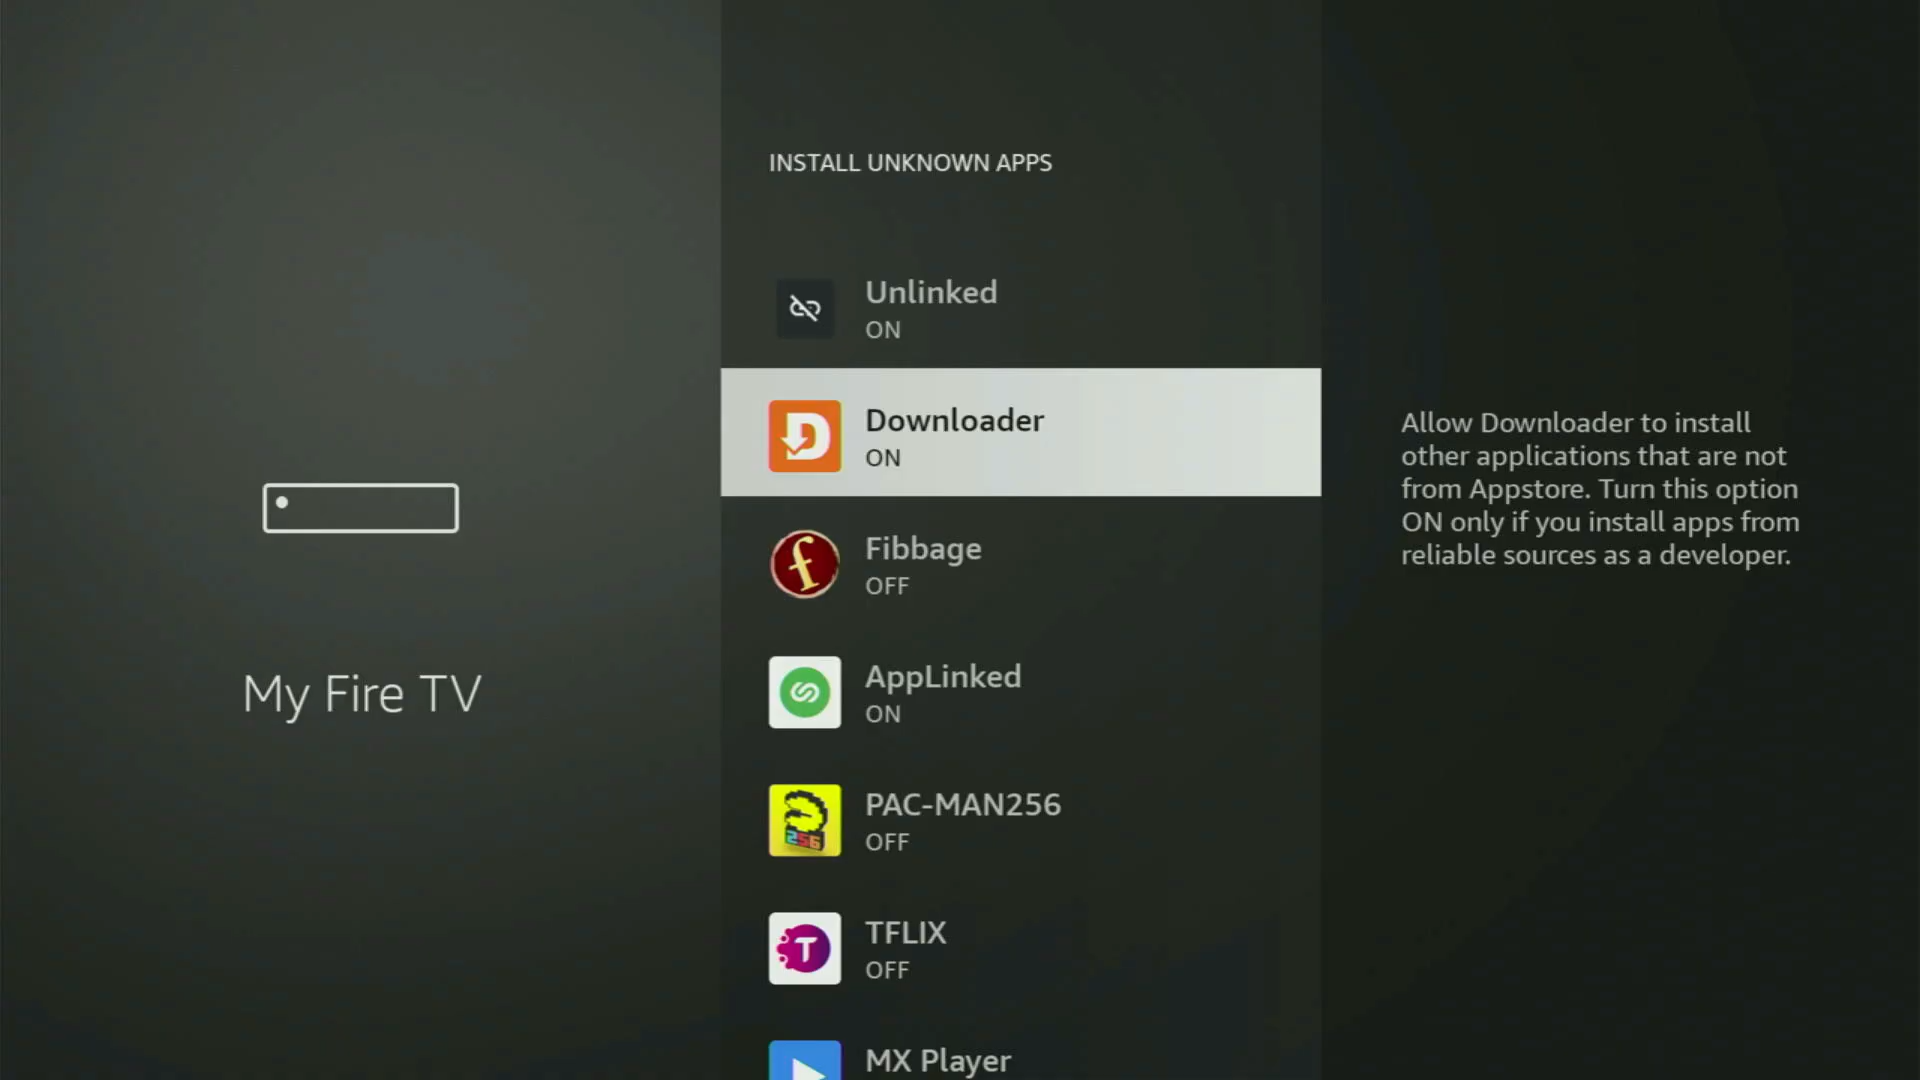 INSTALL UNKNOWN APPS
Unlinked
ON
Downloader
ON
Fibbage
OFF
AppLinked
ON
PAC-MAN256
OFF
TFLIX
OFF
MX Player
My Fire TV
Allow Downloader to install
other applications that are not
from Appstore. Turn this option
ON only if you install apps from
reliable sources as a developer.
D
f
256
T